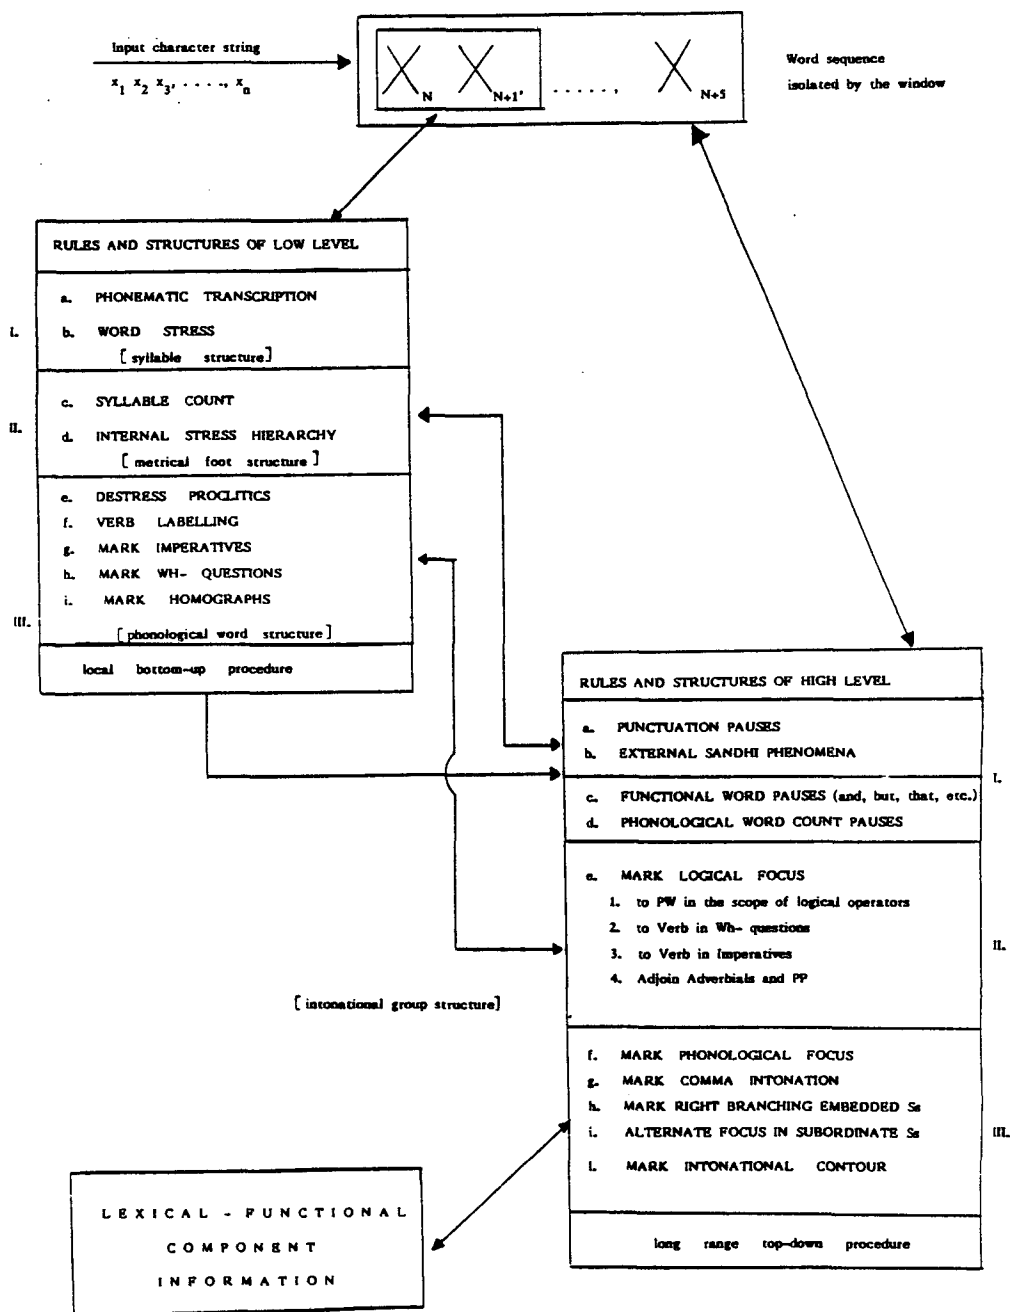 Input character string
x1 x2 x3, . . . ., xn
N
N+1'
. . . . . ,
N+5
Word sequence
isolated by the window
RULES AND STRUCTURES OF LOW LEVEL
I.
a. PHONEMATIC TRANSCRIPTION
b. WORD STRESS
[ syllable structure]
II.
c. SYLLABLE COUNT
d. INTERNAL STRESS HIERARCHY
[ metrical foot structure ]
e. DESTRESS PROCLITICS
f. VERB LABELLING
g. MARK IMPERATIVES
h. MARK WH- QUESTIONS
i. MARK HOMOGRAPHS
III.
[ phonological word structure ]
local bottom-up procedure
RULES AND STRUCTURES OF HIGH LEVEL
a. PUNCTUATION PAUSES
b. EXTERNAL SANDHI PHENOMENA
I.
c. FUNCTIONAL WORD PAUSES (and, but, that, etc.)
d. PHONOLOGICAL WORD COUNT PAUSES
e. MARK LOGICAL FOCUS
1. to PW in the scope of logical operators
2. to Verb in Wh- questions
3. to Verb in Imperatives
II.
4. Adjoin Adverbials and PP
[ intonational group structure]
f. MARK PHONOLOGICAL FOCUS
g. MARK COMMA INTONATION
h. MARK RIGHT BRANCHING EMBEDDED Ss
i. ALTERNATE FOCUS IN SUBORDINATE Ss
III.
l. MARK INTONATIONAL CONTOUR
long range top-down procedure
LEXICAL - FUNCTIONAL
COMPONENT
INFORMATION